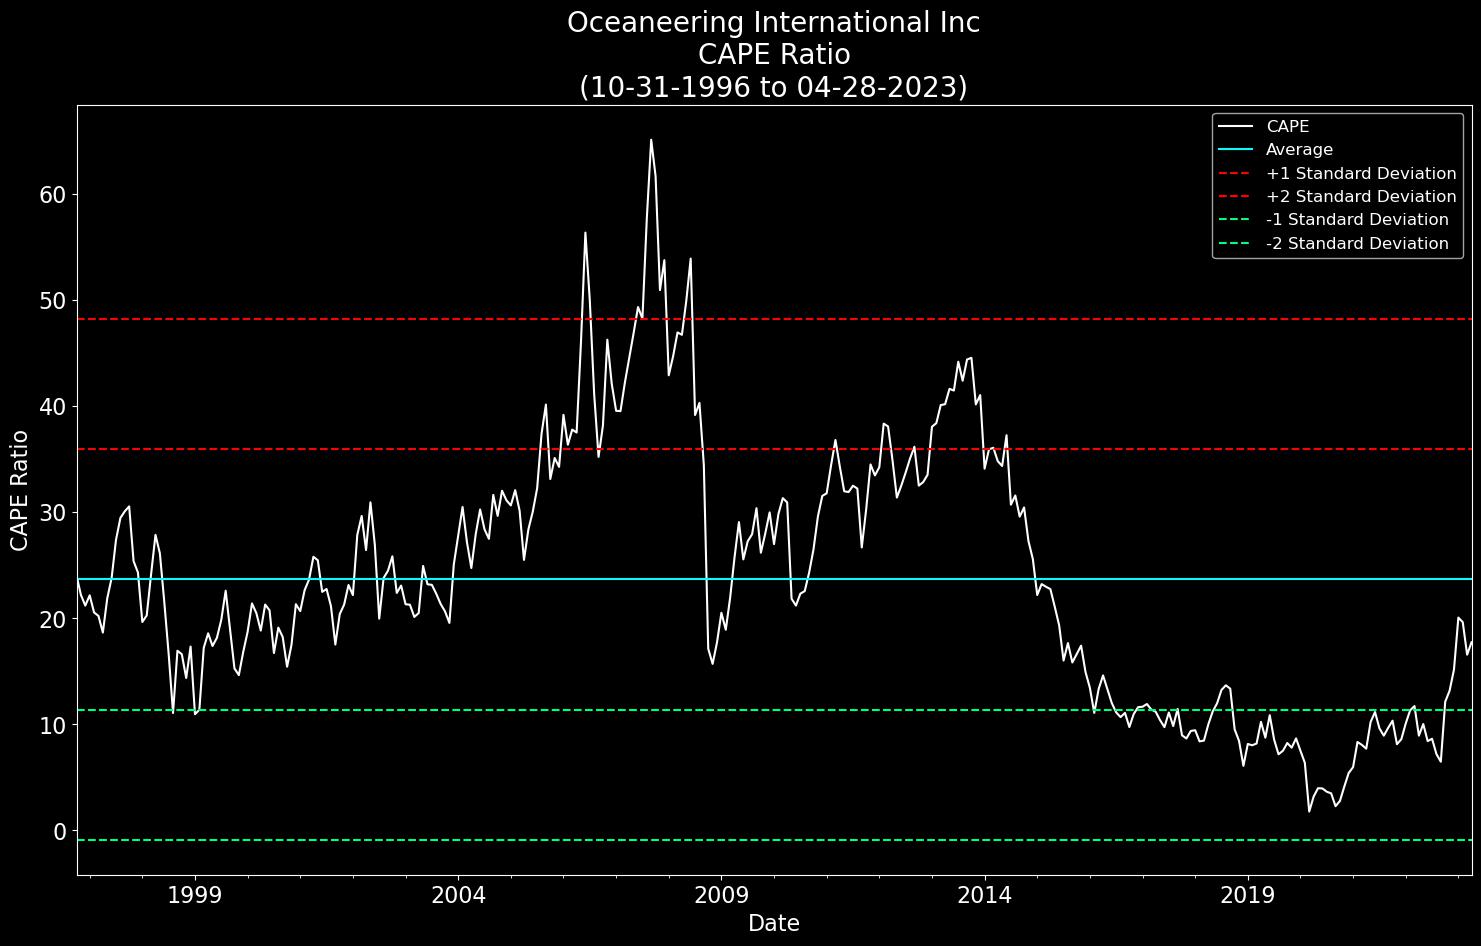 Oceaneering International Inc
CAPE Ratio
(10-31-1996 to 04-28-2023)
CAPE
Average
+1 Standard Deviation
+2 Standard Deviation
-1 Standard Deviation
-2 Standard Deviation
CAPE Ratio
60
50
40
30
20
10
0
1999
2004
2009
2014
2019
Date